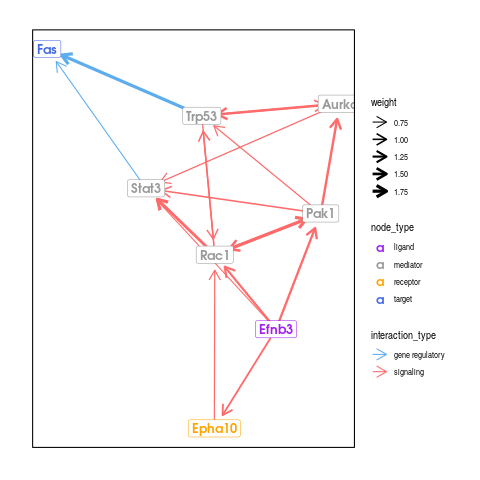 Fas
Trp53
Stat3
Pak1
Rac1
Efnb3
Epha10
weight
0.75
1.00
1.25
1.50
1.75
node_type
a ligand
a mediator
a receptor
a target
interaction_type
gene regulatory
signaling